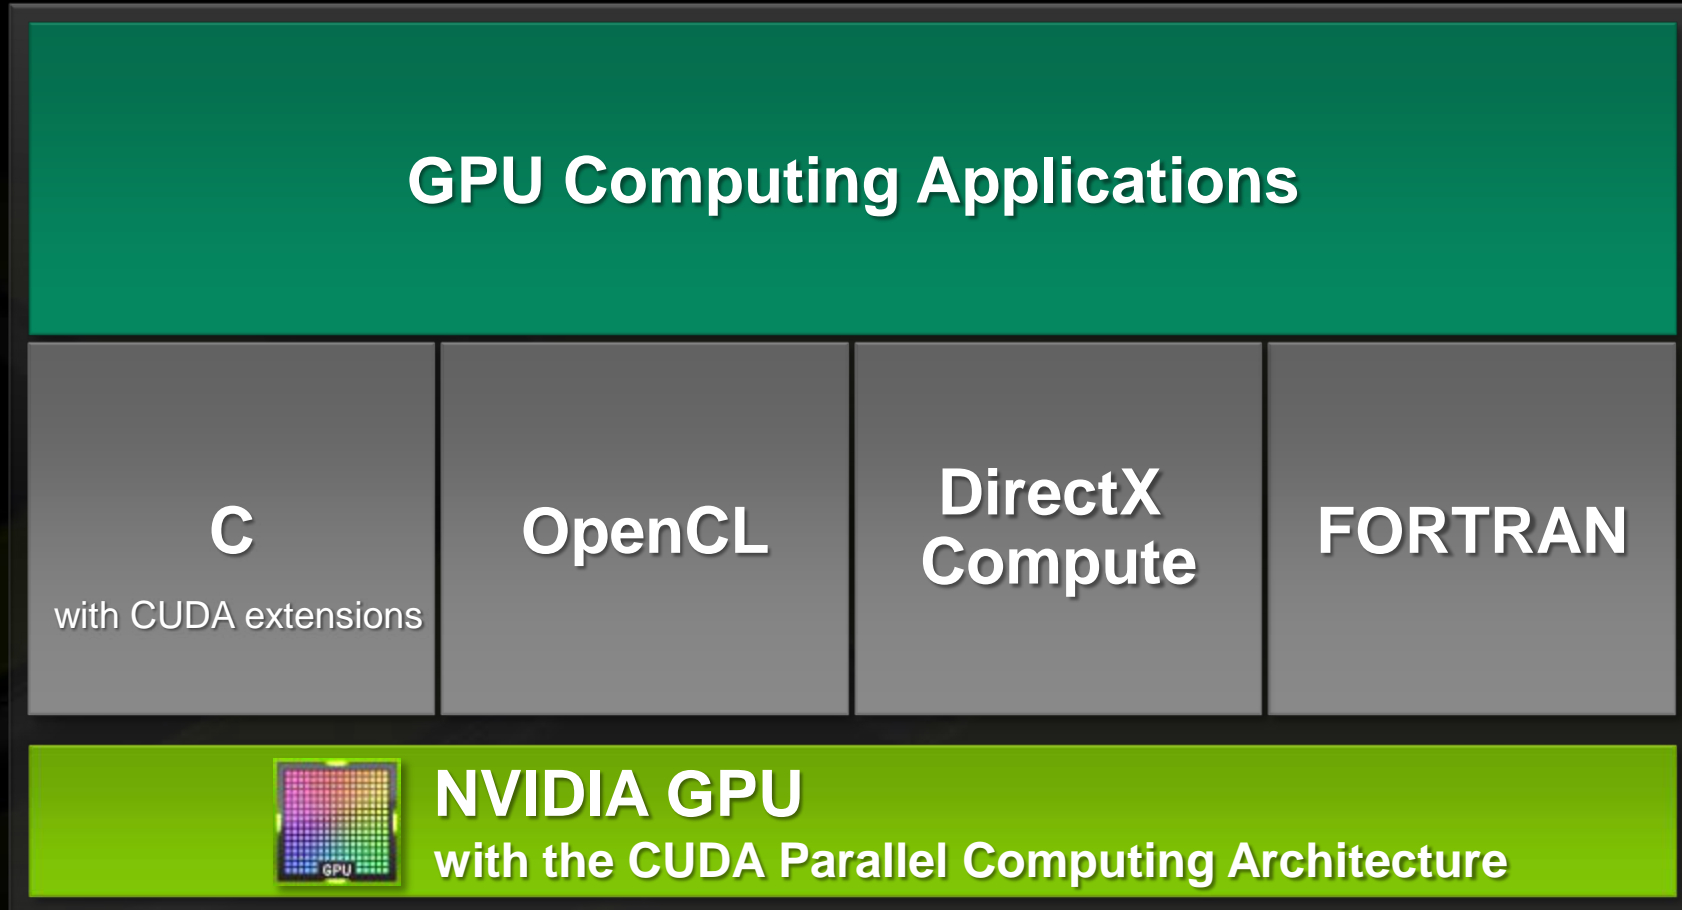 GPU Computing Applications
C
with CUDA extensions
OpenCL
DirectX
Compute
FORTRAN
GPU
NVIDIA GPU
with the CUDA Parallel Computing Architecture